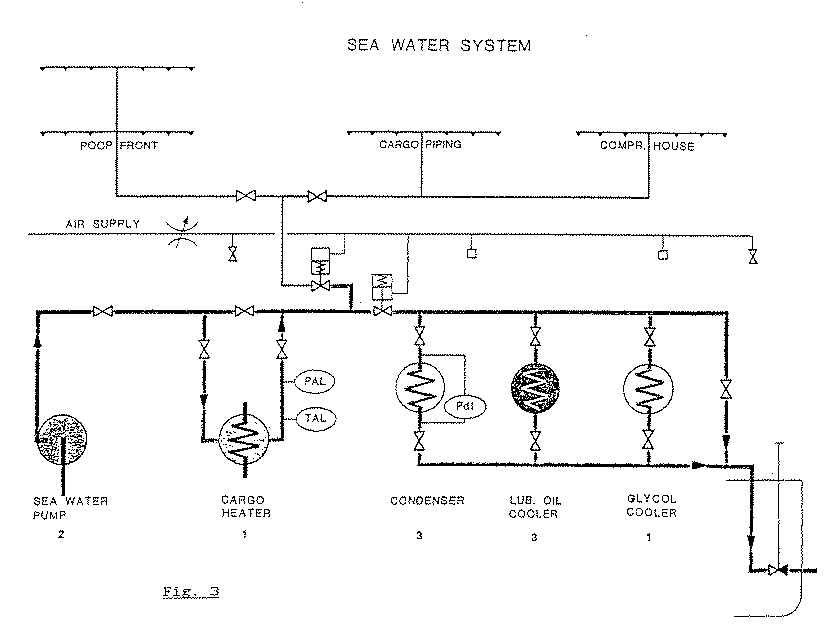 SEA WATER SYSTEM
POOP FRONT
CARGO PIPING
COMPR. HOUSE
AIR SUPPLY
PAL
TAL
PdI
SEA WATER
PUMP
2
CARGO
HEATER
1
CONDENSER
3
LUB. OIL
COOLER
3
GLYCOL
COOLER
1
Fig. 3